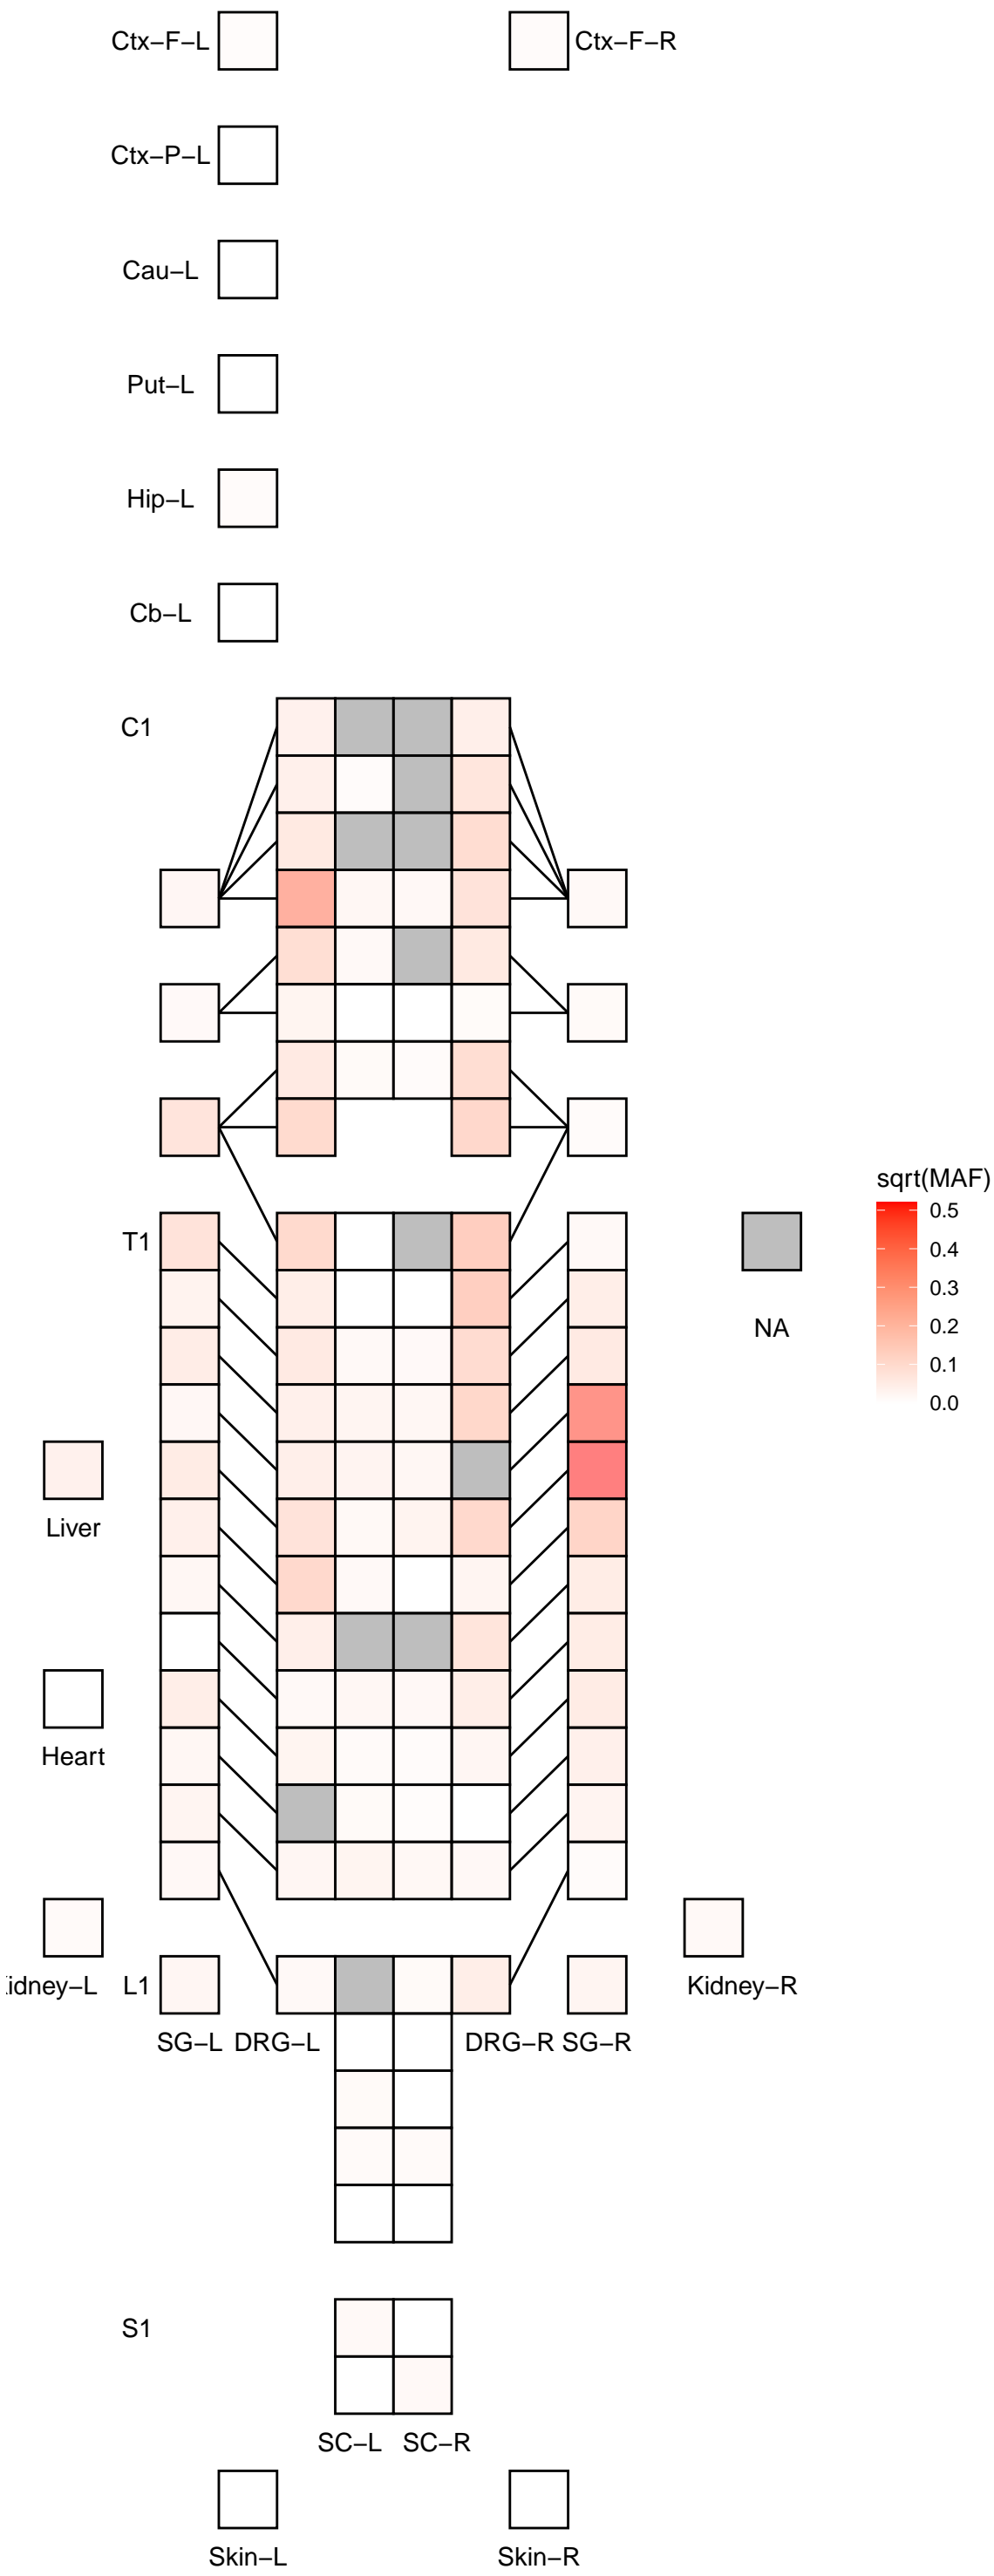 Ctx–F–L
Ctx–F–R
Ctx–P–L
Cau–L
Put–L
Hip–L
Cb–L
C1
sqrt(MAF)
0.5
0.4
0.3
0.2
0.1
0.0
T1
NA
Liver
Heart
idney–L
L1
Kidney–R
SG–L
DRG–L
DRG–R
SG–R
S1
SC–L
SC–R
Skin–L
Skin–R